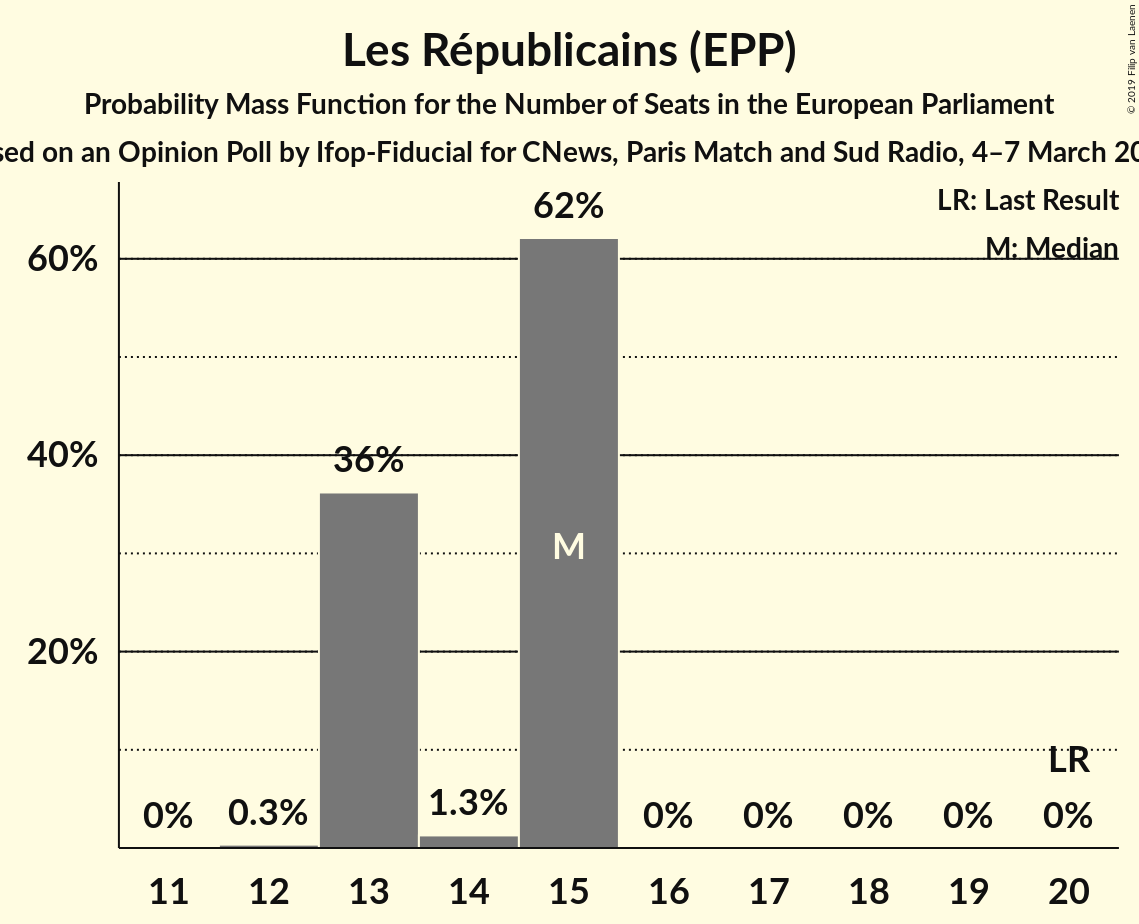 © 2019 Filip van Laenen
Les Républicains (EPP)
Probability Mass Function for the Number of Seats in the European Parliament
on an Opinion Poll by Ifop-Fiducial for CNews, Paris Match and Sud Radio, 4–7 March
LR: Last Result
M: Median
62%
60%
40%
36%
M
20%
LR
0% 0.3% 1.3% 0% 0% 0% 0% 0%
11 12 13 14 15 16 17 18 19 20